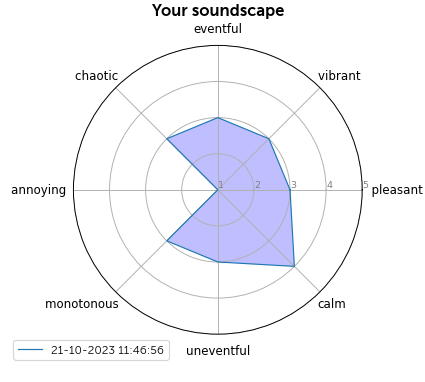 Your soundscape
eventful
chaotic
vibrant
annoying
1
2
3
4
5
pleasant
monotonous
calm
uneventful
21-10-2023 11:46:56